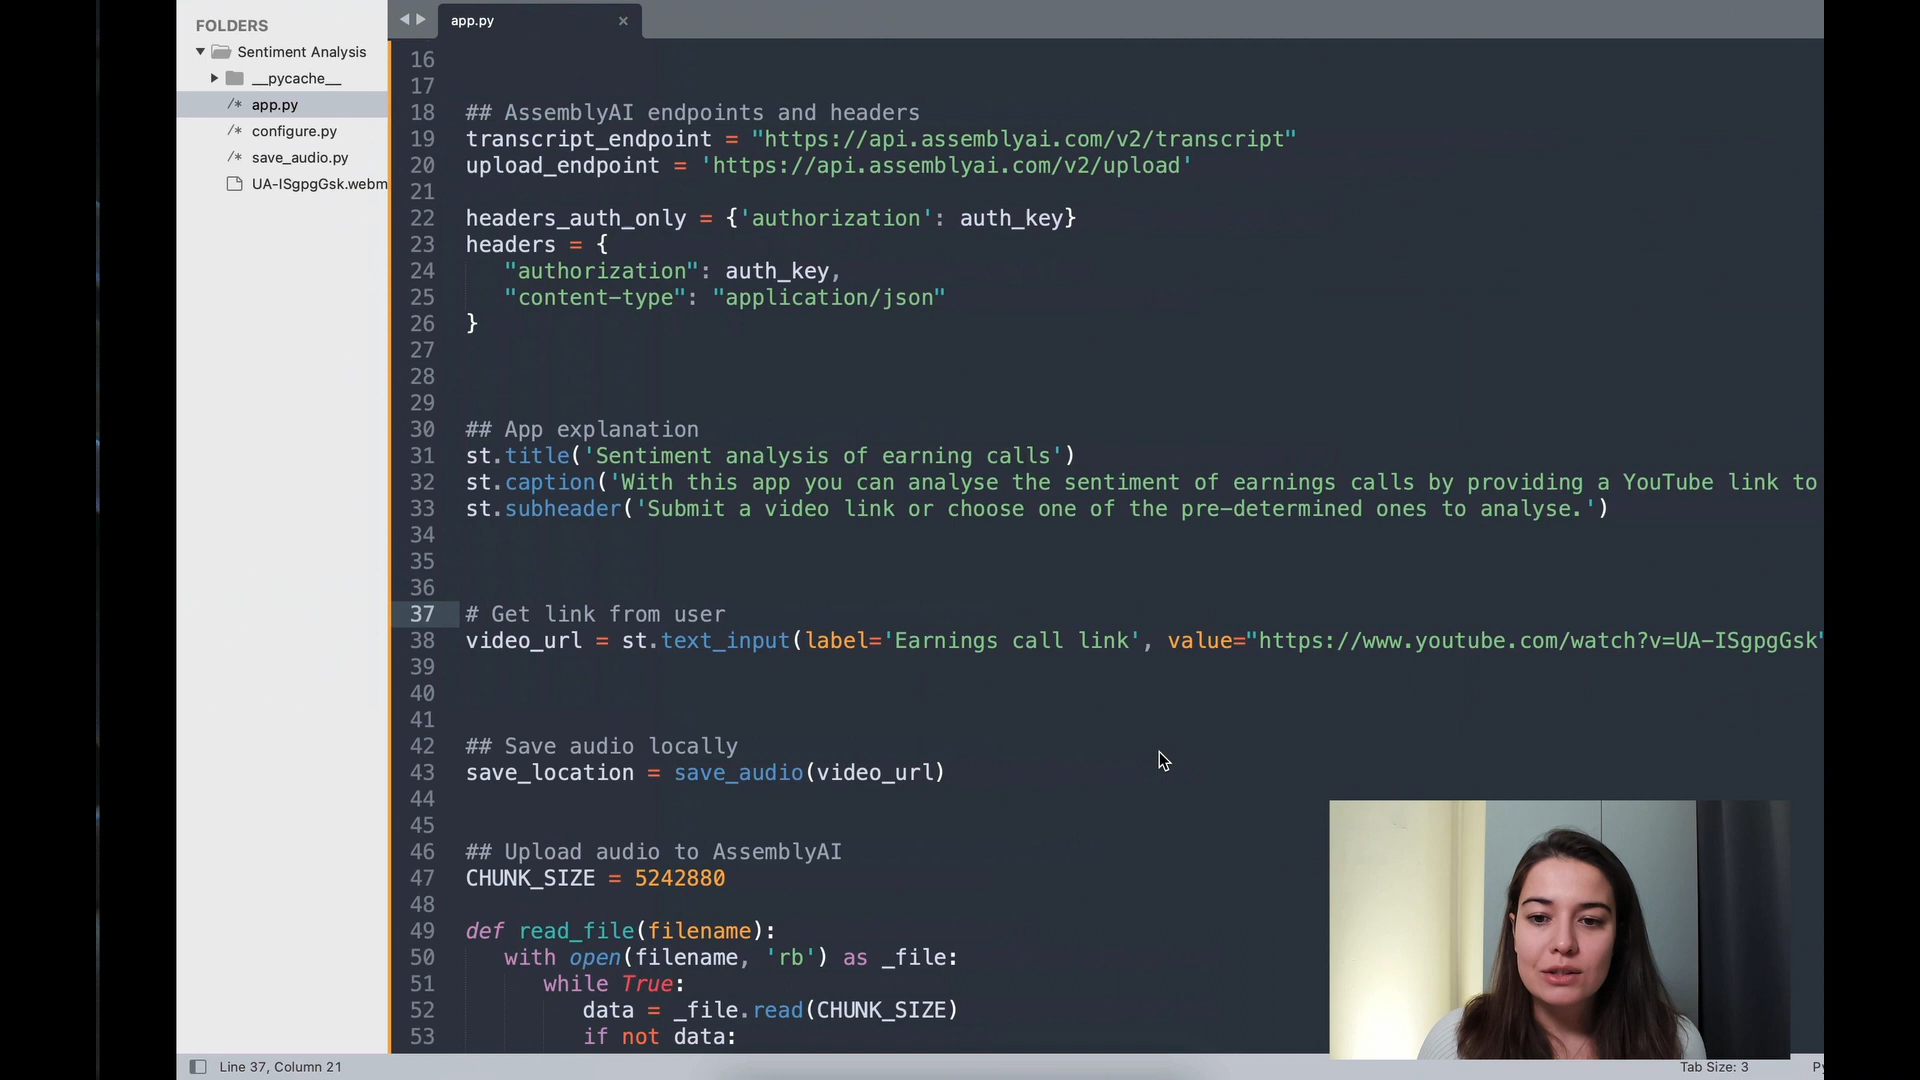 FOLDERS
Sentiment Analysis
__pycache__
/* app.py
/* configure.py
/* save_audio.py
UA-ISgpgGsk.webm
app.py ×
16
17
18 ## AssemblyAI endpoints and headers
19 transcript_endpoint = "https://api.assemblyai.com/v2/transcript"
20 upload_endpoint = 'https://api.assemblyai.com/v2/upload'
21
22 headers_auth_only = {'authorization': auth_key}
23 headers = {
24 "authorization": auth_key,
25 "content-type": "application/json"
26 }
27
28
29
30 ## App explanation
31 st.title('Sentiment analysis of earning calls')
32 st.caption('With this app you can analyse the sentiment of earnings calls by providing a YouTube link to
33 st.subheader('Submit a video link or choose one of the pre-determined ones to analyse.')
34
35
36
37 # Get link from user
38 video_url = st.text_input(label='Earnings call link', value="https://www.youtube.com/watch?v=UA-ISgpgGsk"
39
40
41
42 ## Save audio locally
43 save_location = save_audio(video_url)
44
45
46 ## Upload audio to AssemblyAI
47 CHUNK_SIZE = 5242880
48
49 def read_file(filename):
50 with open(filename, 'rb') as _file:
51 while True:
52 data = _file.read(CHUNK_SIZE)
53 if not data:
Line 37, Column 21
Tab Size: 3